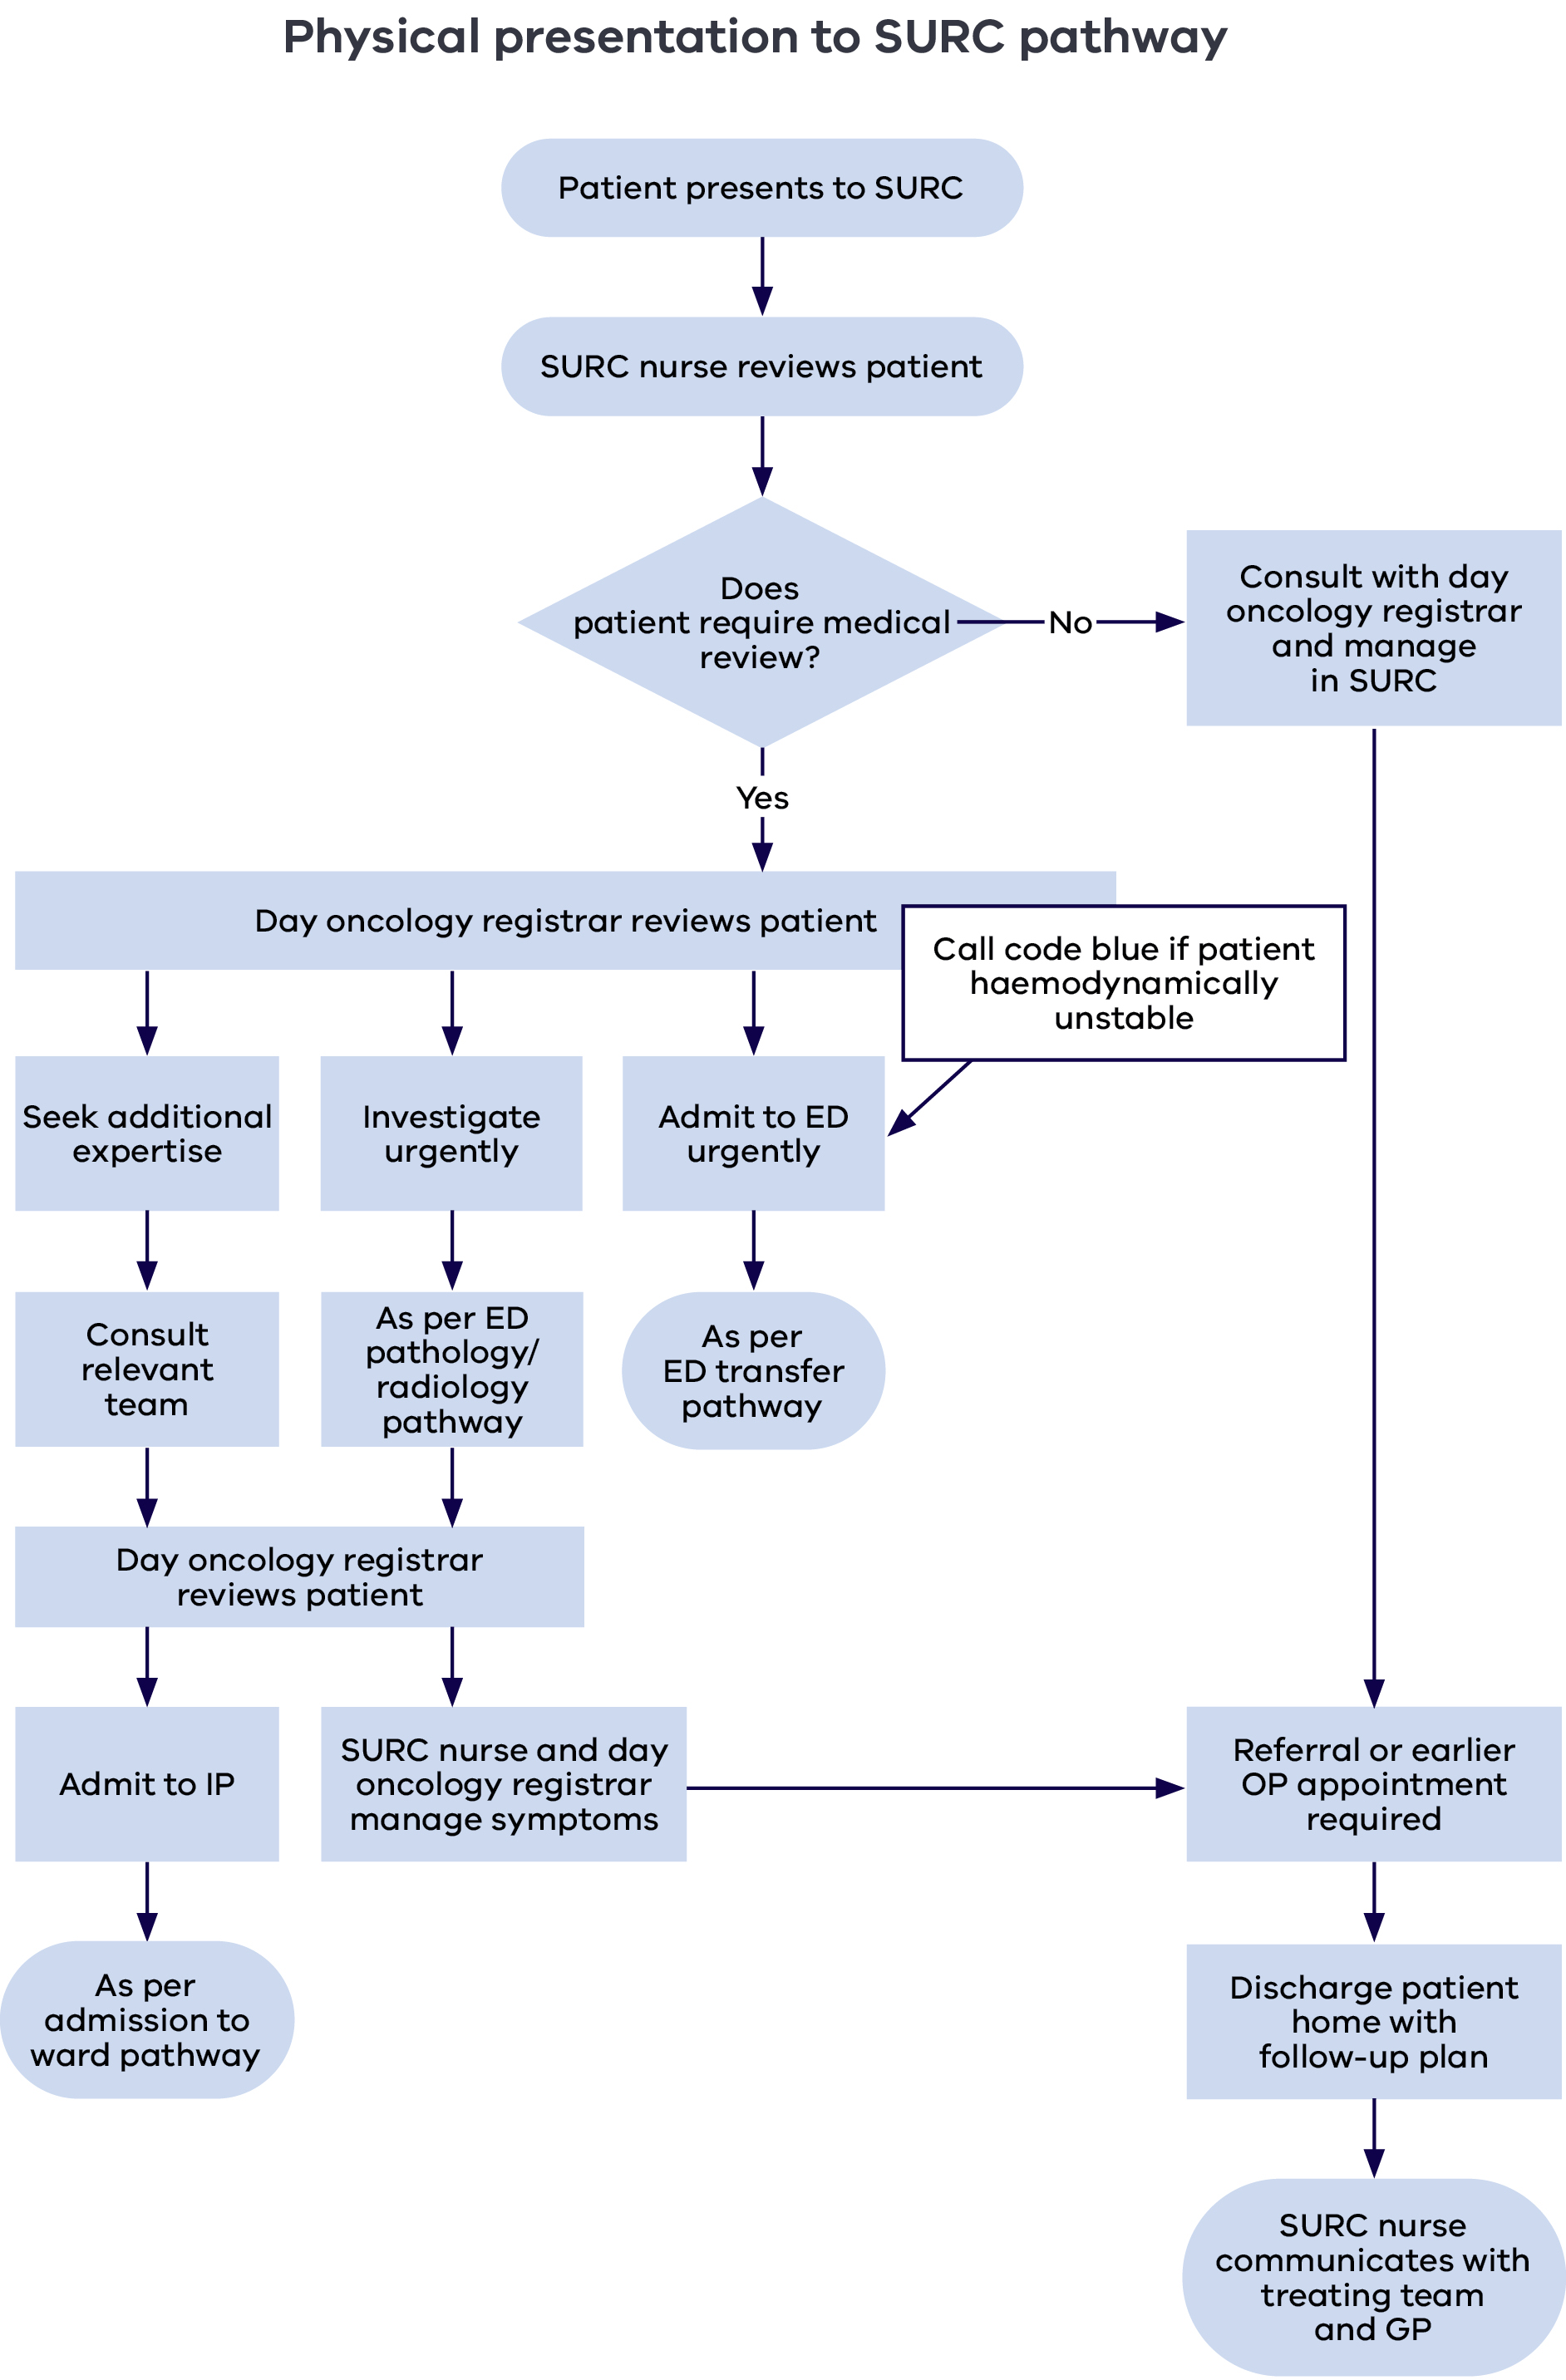 Physical presentation to SURC pathway
Patient presents to SURC
SURC nurse reviews patient
Does
patient require medical
review?
No
Consult with day
oncology registrar
and manage
in SURC
Yes
Day oncology registrar reviews patient
Call code blue if patient
haemodynamically
unstable
Seek additional
expertise
Investigate
urgently
Admit to ED
urgently
Consult
relevant
team
As per ED
pathology/
radiology
pathway
As per
ED transfer
pathway
Day oncology registrar
reviews patient
Admit to IP
SURC nurse and day
oncology registrar
manage symptoms
Referral or earlier
OP appointment
required
As per
admission to
ward pathway
Discharge patient
home with
follow-up plan
SURC nurse
communicates with
treating team
and GP